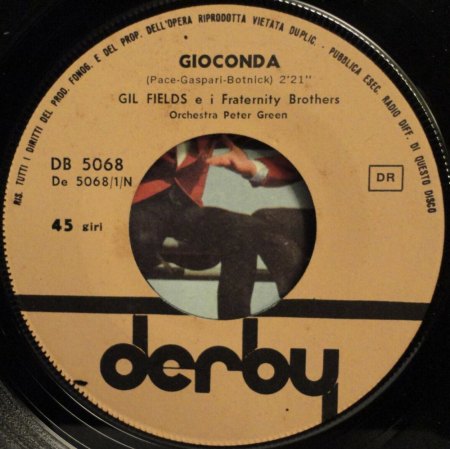 RIS. TUTTI I DIRITTI DEL PROD. FONOG. E DEL PROP. DELL'OPERA RIPRODOTTA VIETATA DUPLIC. - PUBBLICA ESEC. RADIO DIFF. DI QUESTO DISCO
GIOCONDA
(Pace-Gaspari-Botnick) 2'21"
GIL FIELDS e i Fraternity Brothers
Orchestra Peter Green
DB 5068
De 5068/1/N
DR
45 giri
derby